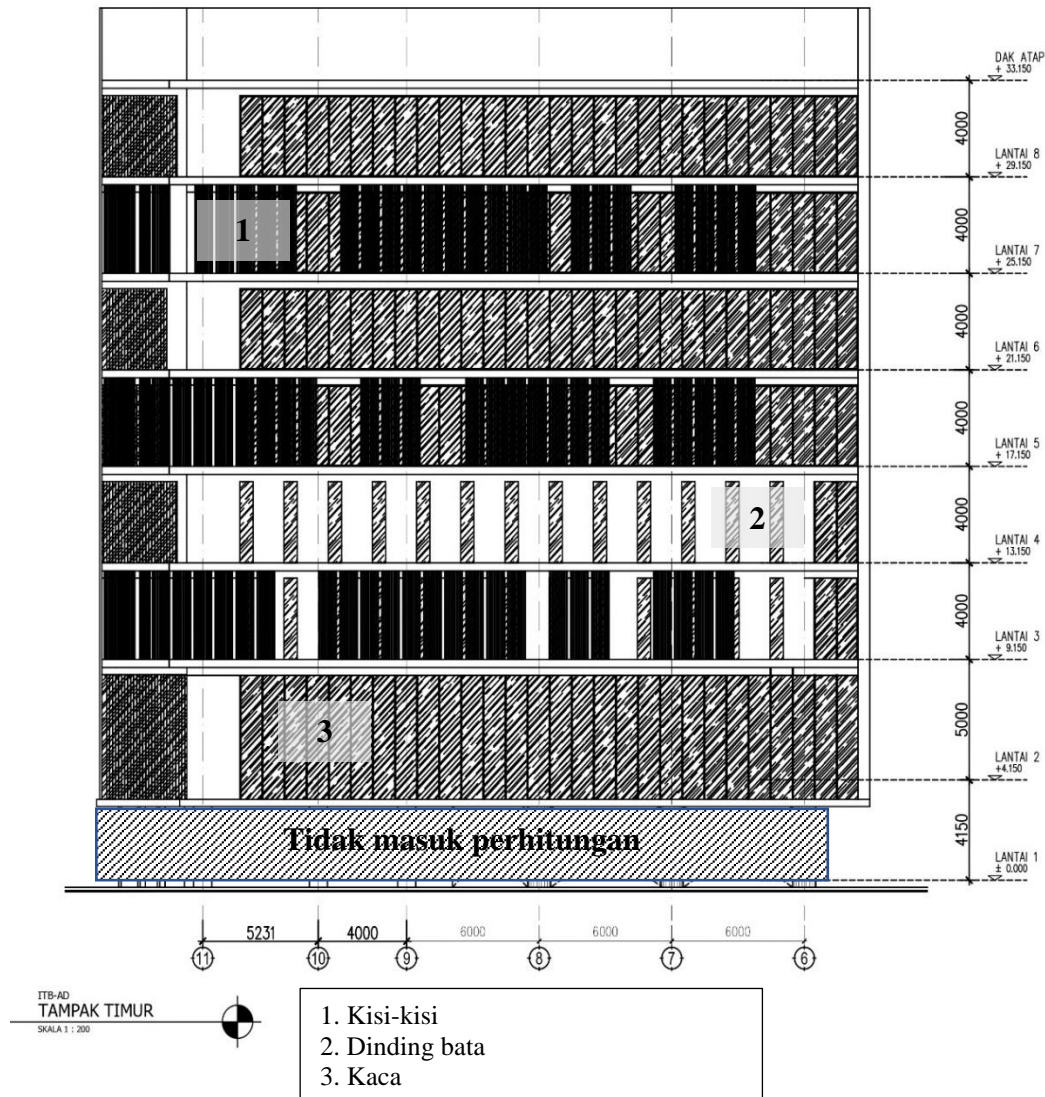 DAK ATAP
+ 33.150
4000
LANTAI 8
+ 29.150
1
4000
LANTAI 7
+ 25.150
4000
LANTAI 6
+ 21.150
4000
LANTAI 5
+ 17.150
2
4000
LANTAI 4
+ 13.150
4000
LANTAI 3
+ 9.150
3
5000
LANTAI 2
+4.150
Tidak masuk perhitungan
4150
LANTAI 1
± 0.000
5231 4000 6000 6000 6000
11 10 9 8 7 6
ITB-AD
TAMPAK TIMUR
SKALA 1 : 200
1. Kisi-kisi
2. Dinding bata
3. Kaca